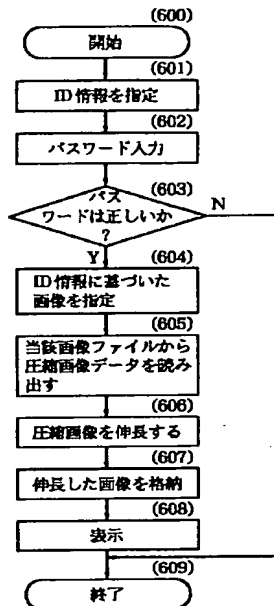 (600)
開始
(601)
ID情報を指定
(602)
パスワード入力
(603)
パス
ワードは正しいか
?
N
Y
(604)
ID情報に基づいた
画像を指定
(605)
当該画像ファイルから
圧縮画像データを読み
出す
(606)
圧縮画像を伸長する
(607)
伸長した画像を格納
(608)
表示
(609)
終了